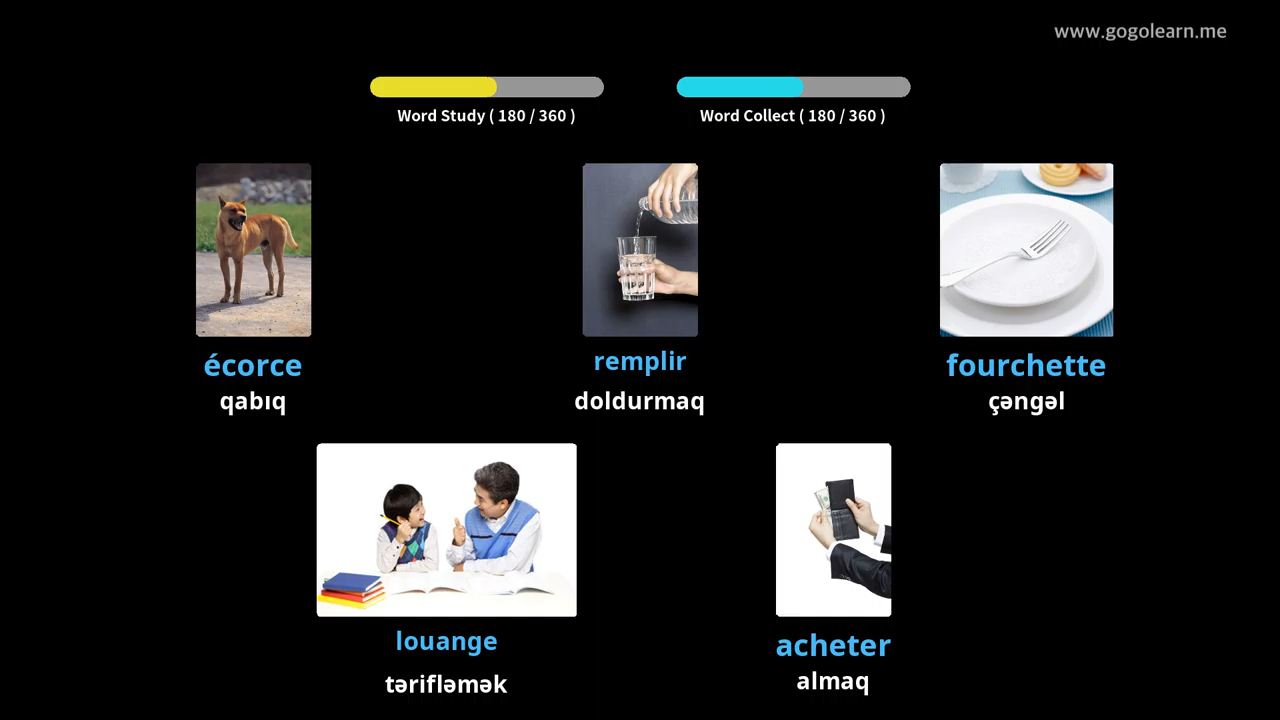 www.gogolearn.me
Word Study ( 180 / 360 )
Word Collect ( 180 / 360 )
écorce
qabıq
remplir
doldurmaq
fourchette
çəngəl
louange
tərifləmək
acheter
almaq